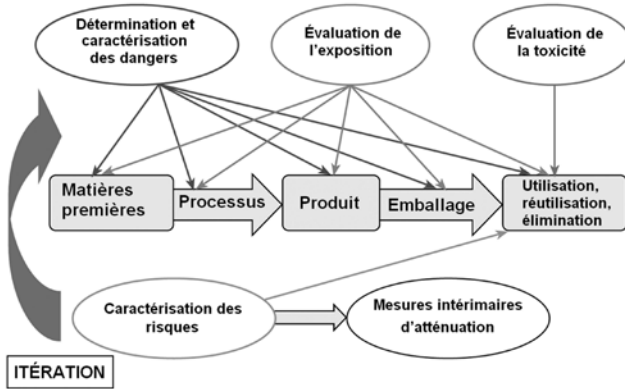 Détermination et
caractérisation
des dangers
Évaluation de
l'exposition
Évaluation de
la toxicité
Matières
premières
Processus
Produit
Emballage
Utilisation,
réutilisation,
élimination
Caractérisation des
risques
Mesures intérimaires
d'atténuation
ITÉRATION